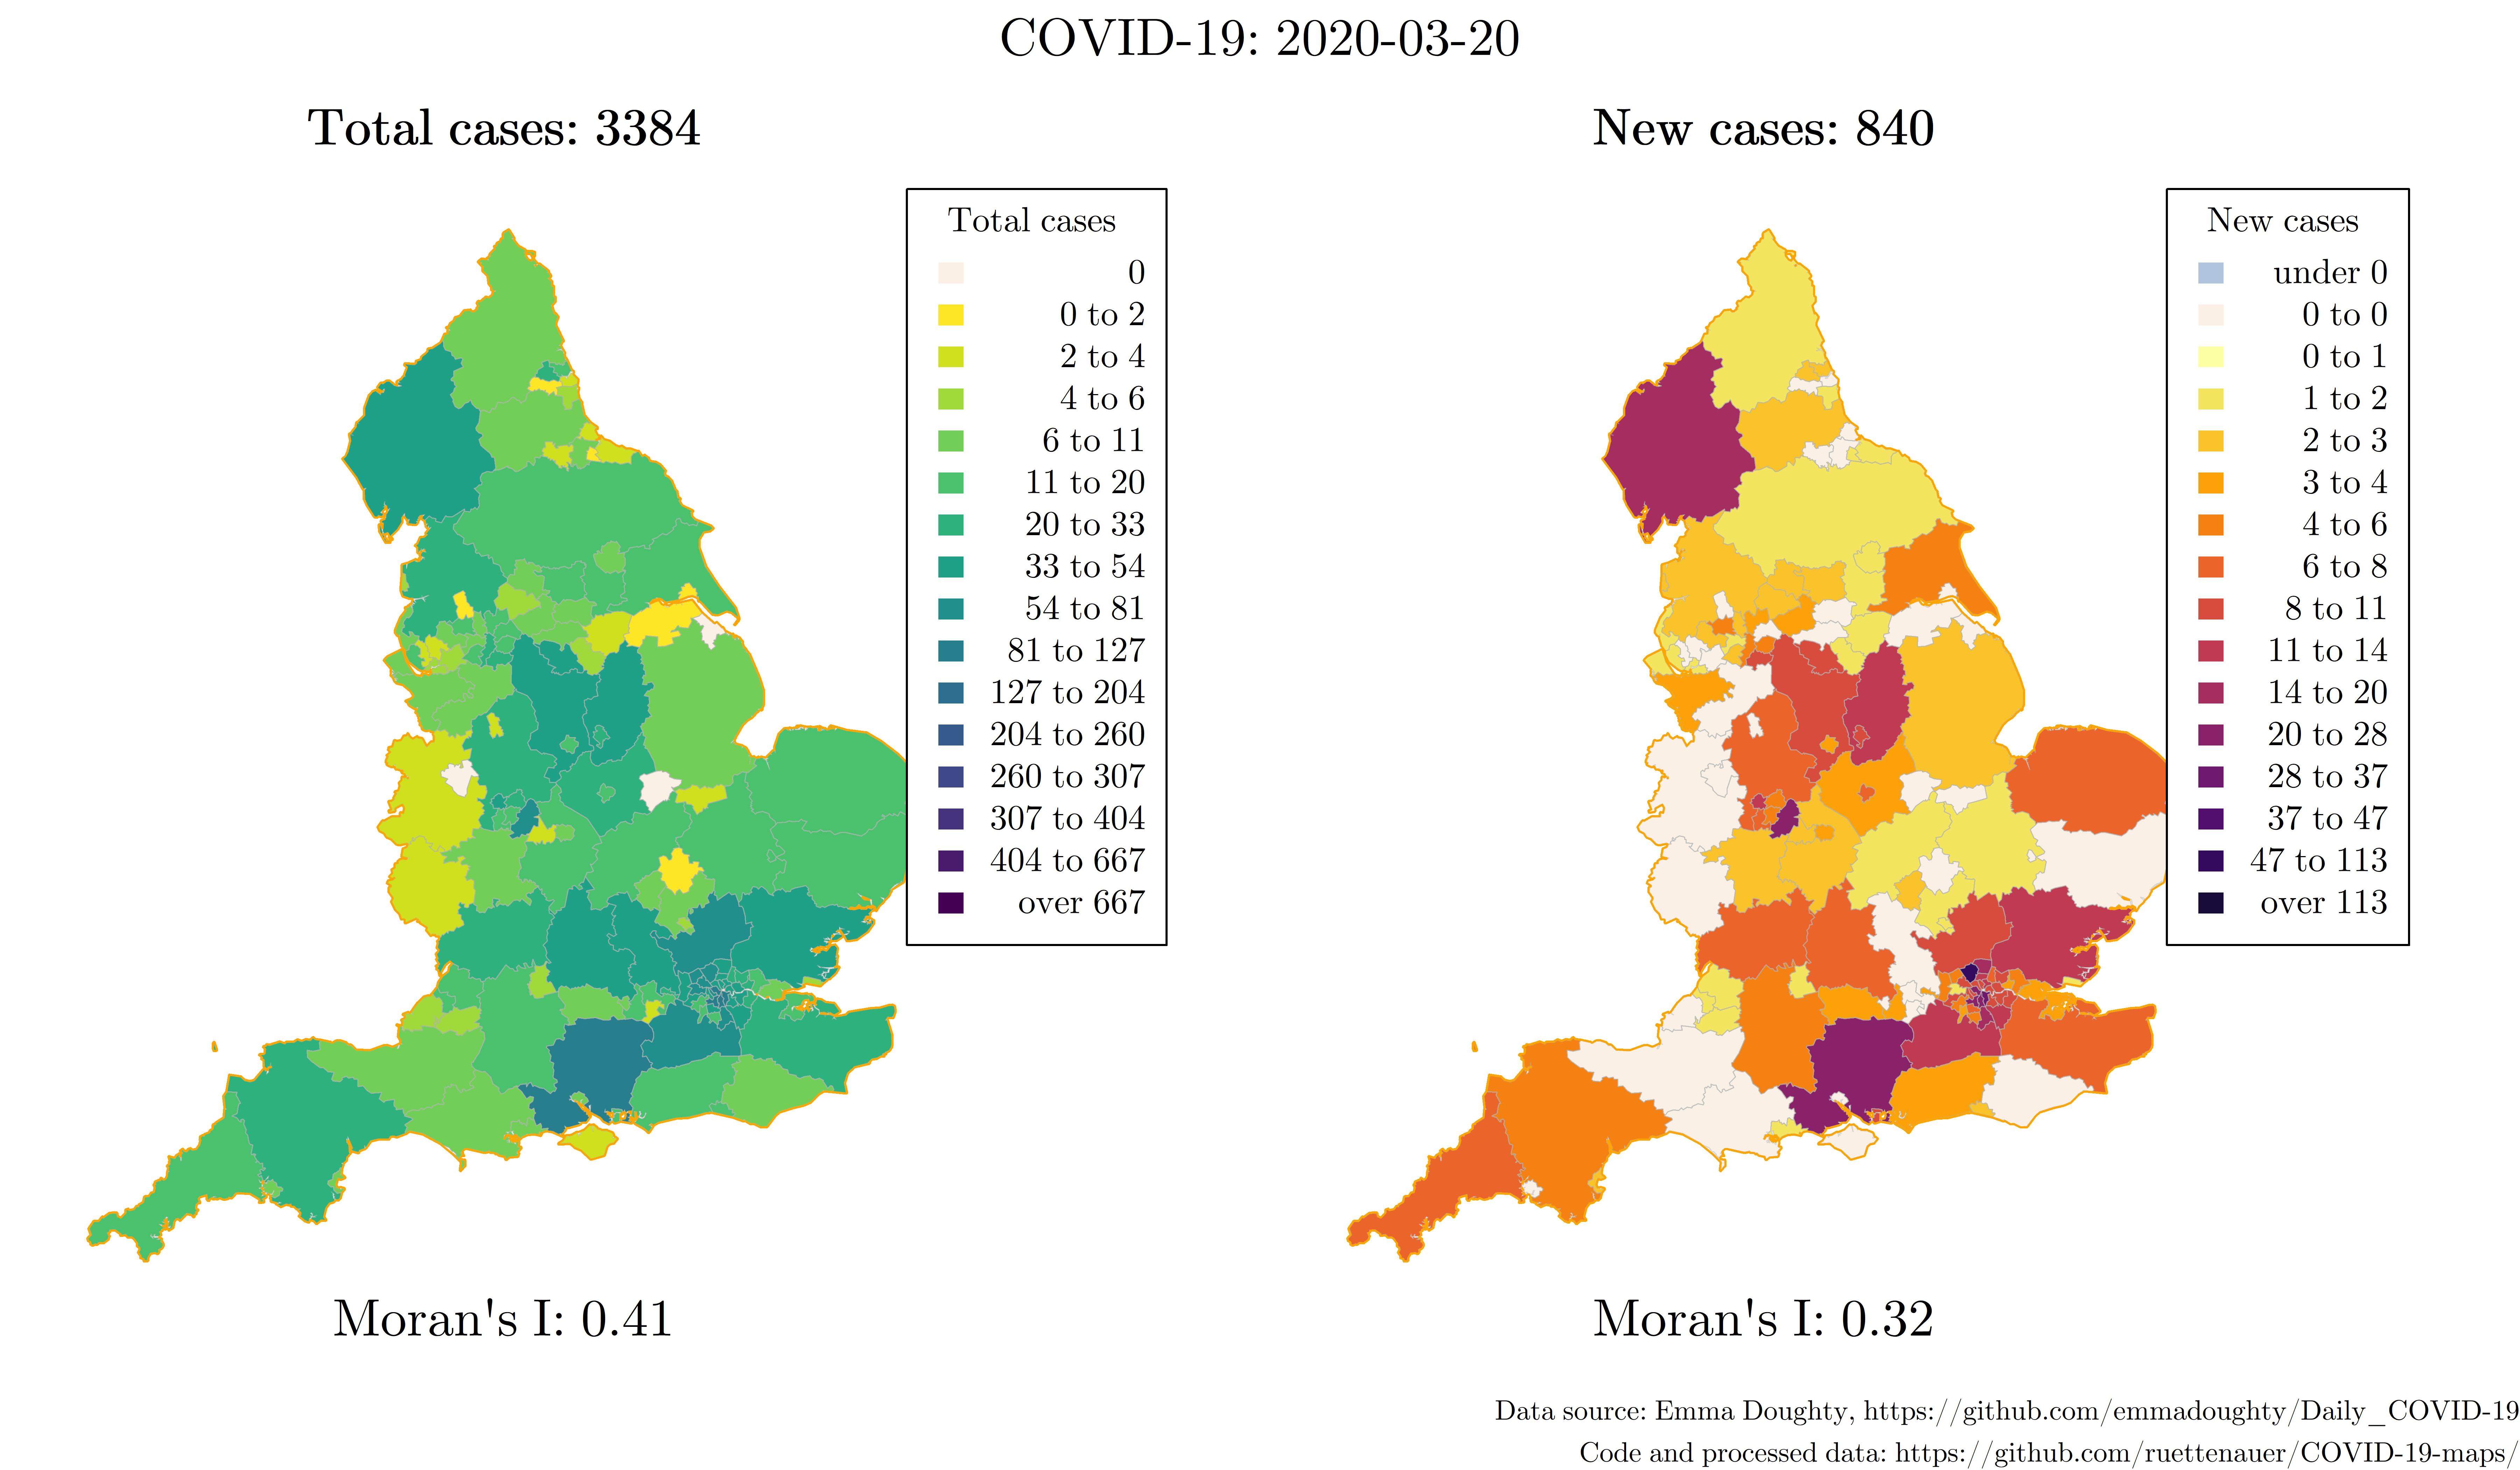 COVID-19: 2020-03-20
Total cases: 3384
Total cases
0
0 to 2
2 to 4
4 to 6
6 to 11
11 to 20
20 to 33
33 to 54
54 to 81
81 to 127
127 to 204
204 to 260
260 to 307
307 to 404
404 to 667
over 667
Moran's I: 0.41
New cases: 840
New cases
under 0
0 to 0
0 to 1
1 to 2
2 to 3
3 to 4
4 to 6
6 to 8
8 to 11
11 to 14
14 to 20
20 to 28
28 to 37
37 to 47
47 to 113
over 113
Moran's I: 0.32
Data source: Emma Doughty, https://github.com/emmadoughty/Daily_COVID-19
Code and processed data: https://github.com/ruettenauer/COVID-19-maps/